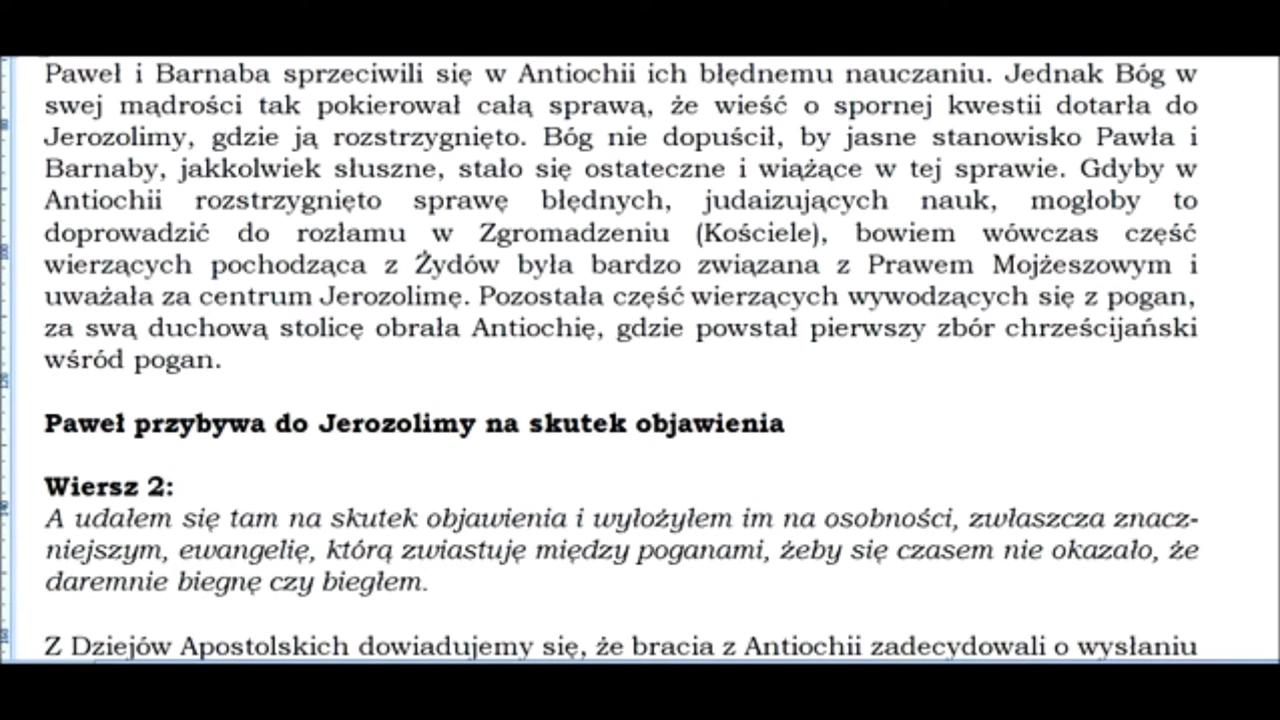 Paweł i Barnaba sprzeciwili się w Antiochii ich błędnemu nauczaniu. Jednak Bóg w
swej mądrości tak pokierował całą sprawą, że wieść o spornej kwestii dotarła do
Jerozolimy, gdzie ją rozstrzygnięto. Bóg nie dopuścił, by jasne stanowisko Pawła i
Barnaby, jakkolwiek słuszne, stało się ostateczne i wiążące w tej sprawie. Gdyby w
Antiochii rozstrzygnięto sprawę błędnych, judaizujących nauk, mogłoby to
doprowadzić do rozłamu w Zgromadzeniu (Kościele), bowiem wówczas część
wierzących pochodząca z Żydów była bardzo związana z Prawem Mojżeszowym i
uważała za centrum Jerozolimę. Pozostała część wierzących wywodzących się z pogan,
za swą duchową stolicę obrała Antiochię, gdzie powstał pierwszy zbór chrześcijański
wśród pogan.
Paweł przybywa do Jerozolimy na skutek objawienia
Wiersz 2:
A udałem się tam na skutek objawienia i wyłożyłem im na osobności, zwłaszcza znacz-
niejszym, ewangelię, którą zwiastuję między poganami, żeby się czasem nie okazało, że
daremnie biegnę czy biegłem.
Z Dziejów Apostolskich dowiadujemy się, że bracia z Antiochii zadecydowali o wysłaniu